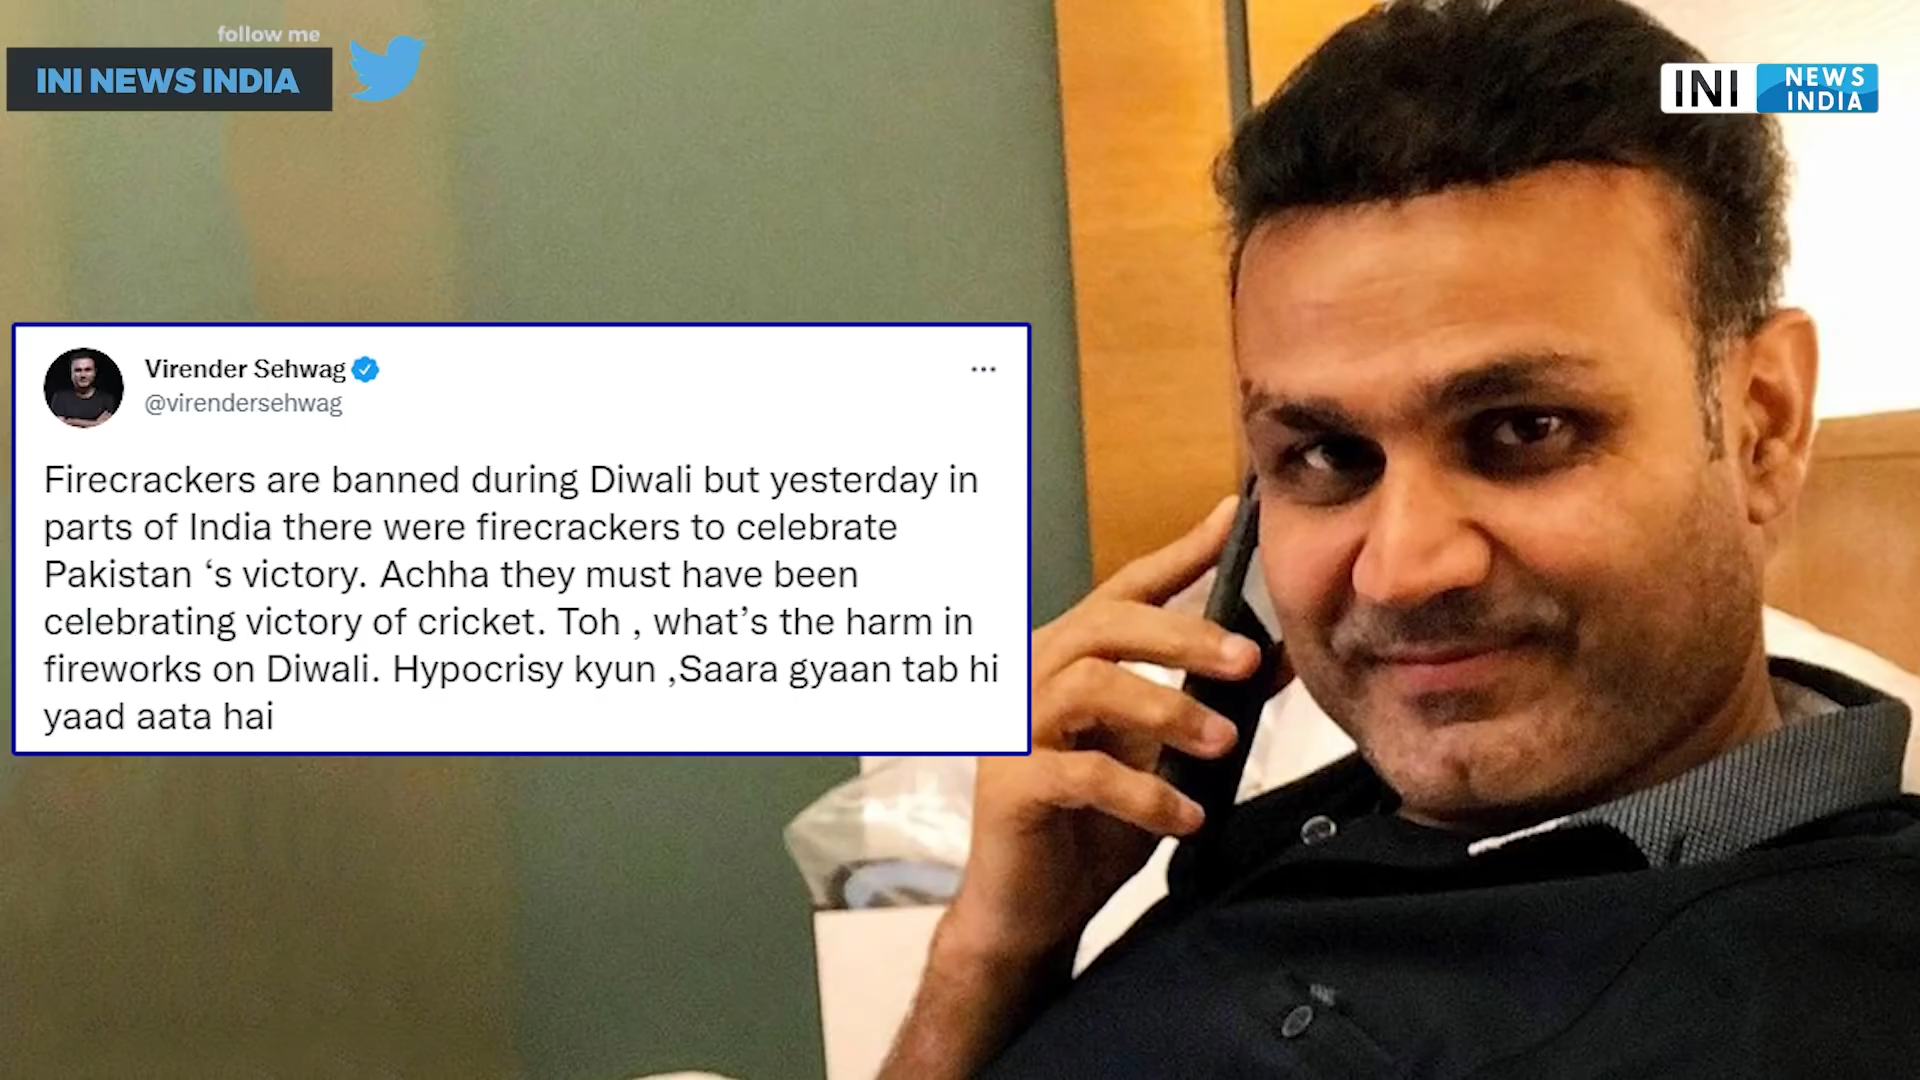 follow me
INI NEWS INDIA
INI NEWS INDIA
Virender Sehwag
@virendersehwag
Firecrackers are banned during Diwali but yesterday in
parts of India there were firecrackers to celebrate
Pakistan ‘s victory. Achha they must have been
celebrating victory of cricket. Toh , what’s the harm in
fireworks on Diwali. Hypocrisy kyun ,Saara gyaan tab hi
yaad aata hai